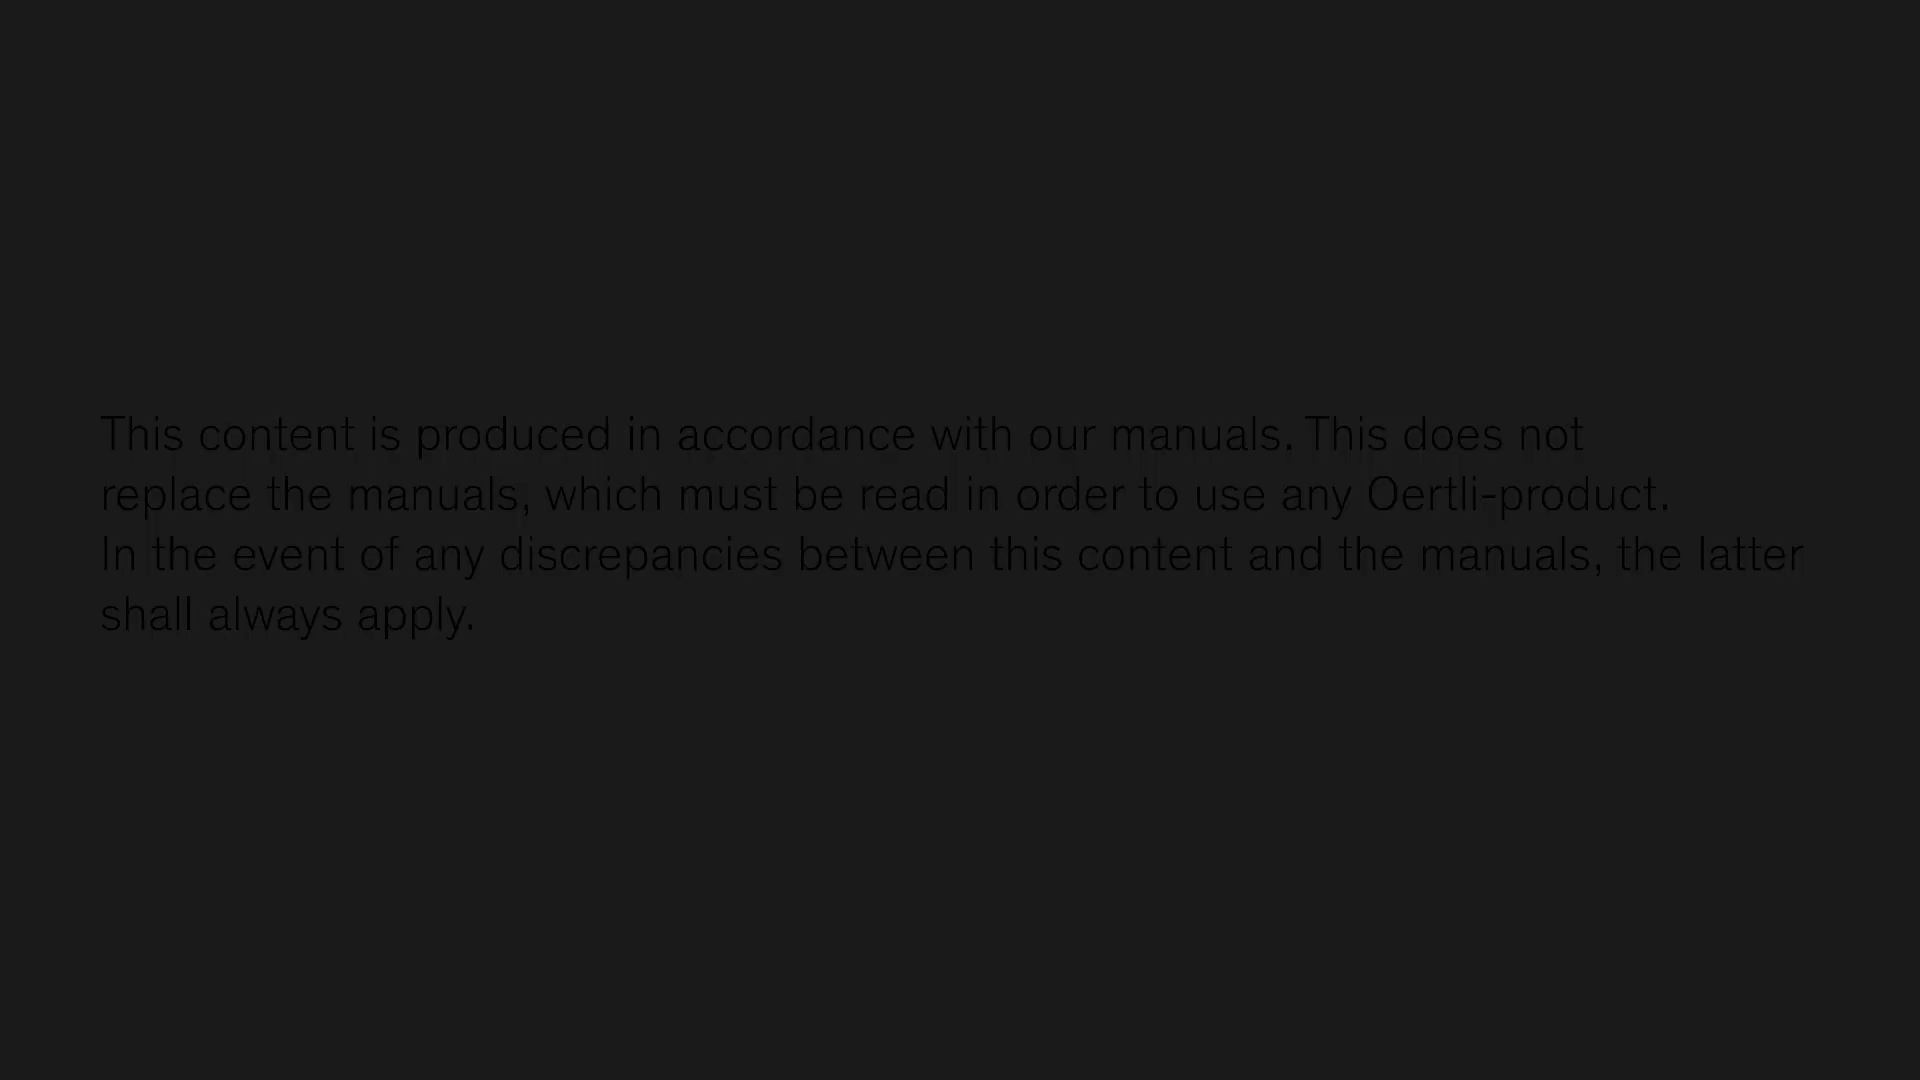 This content is produced in accordance with our manuals. This does not
replace the manuals, which must be read in order to use any Oertli-product.
In the event of any discrepancies between this content and the manuals, the latter
shall always apply.